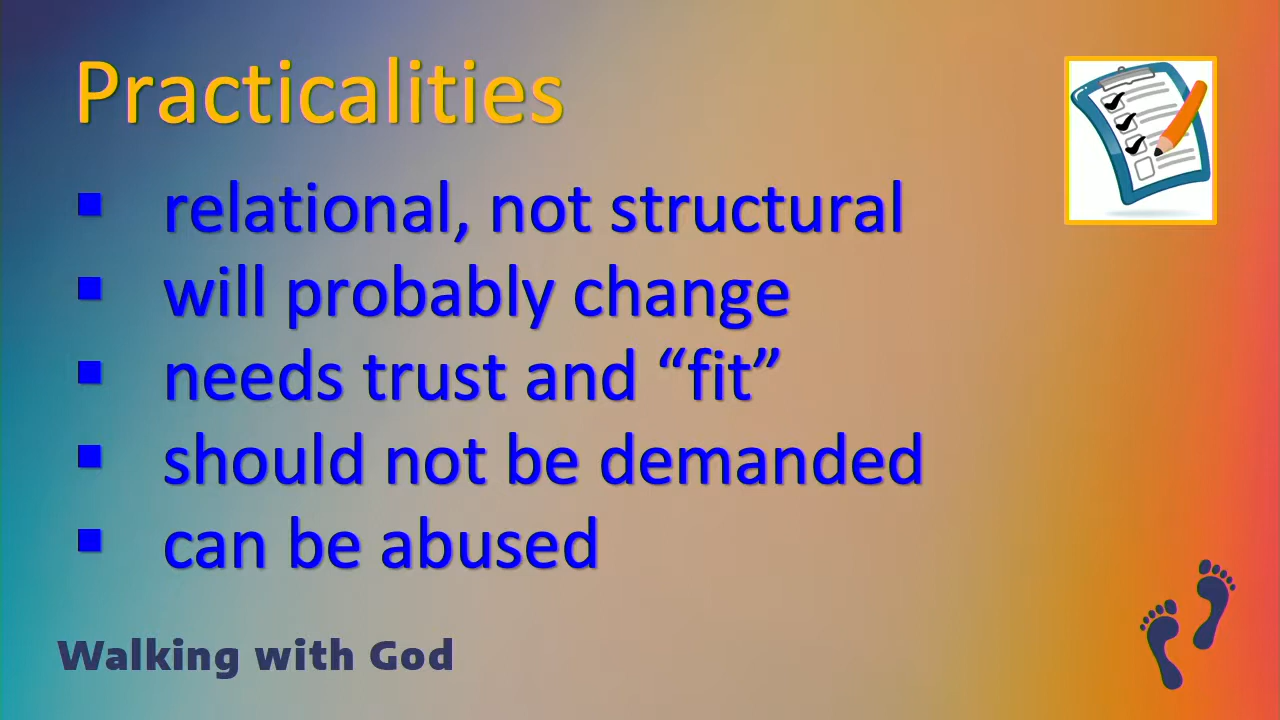 Practicalities
▪ relational, not structural
▪ will probably change
▪ needs trust and “fit”
▪ should not be demanded
▪ can be abused
Walking with God